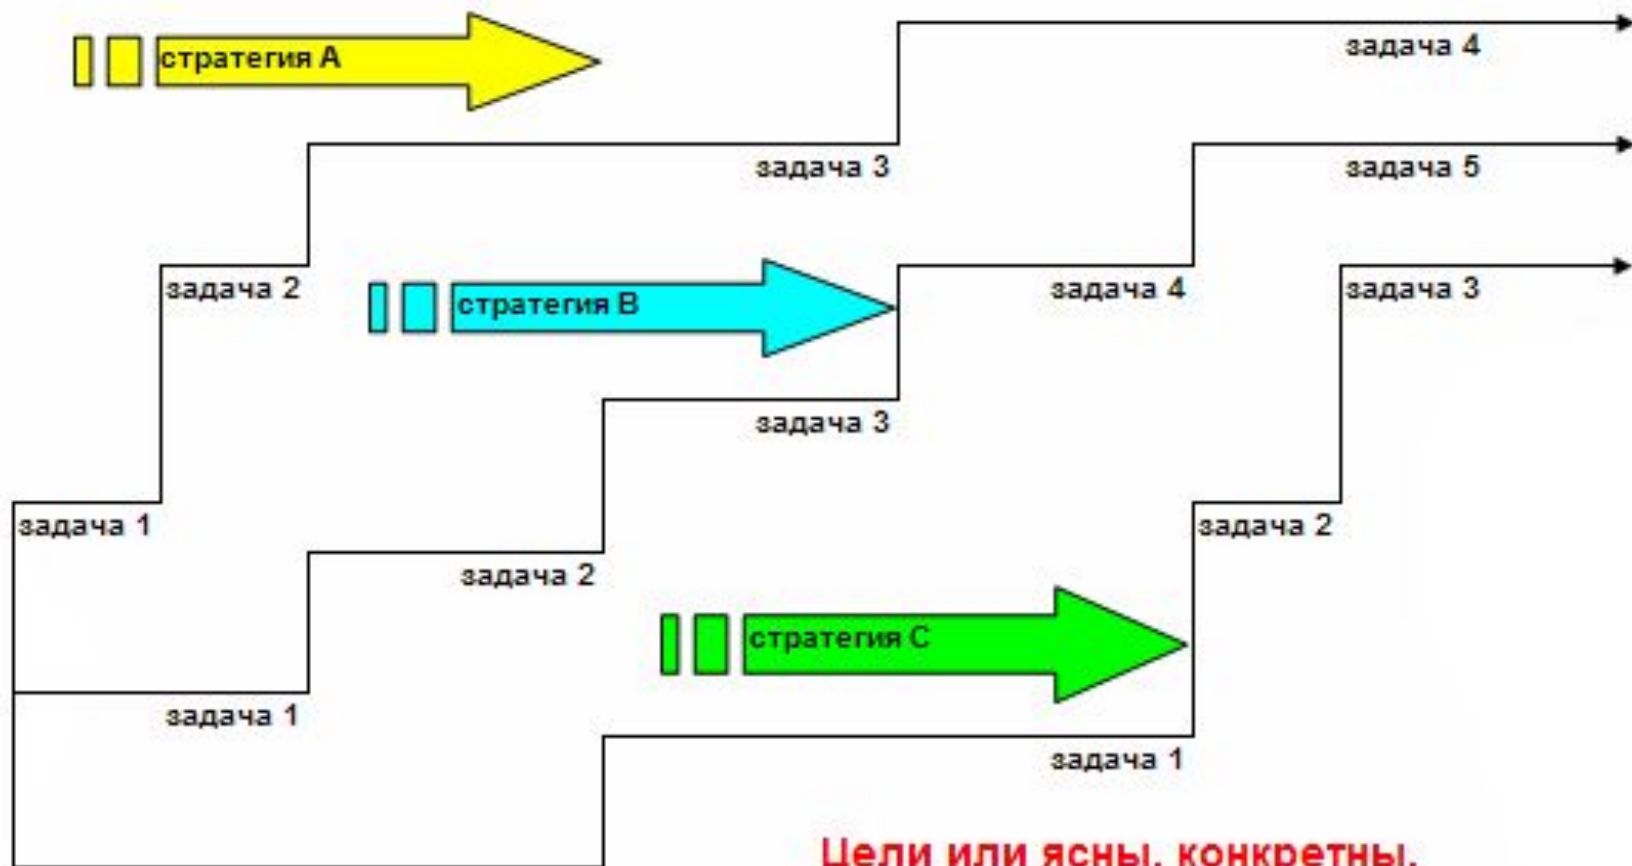 стратегия А
задача 4
задача 3
задача 5
задача 2
стратегия В
задача 4
задача 3
задача 3
задача 1
задача 2
задача 2
стратегия С
задача 1
задача 1
Цели или ясны, конкретны,